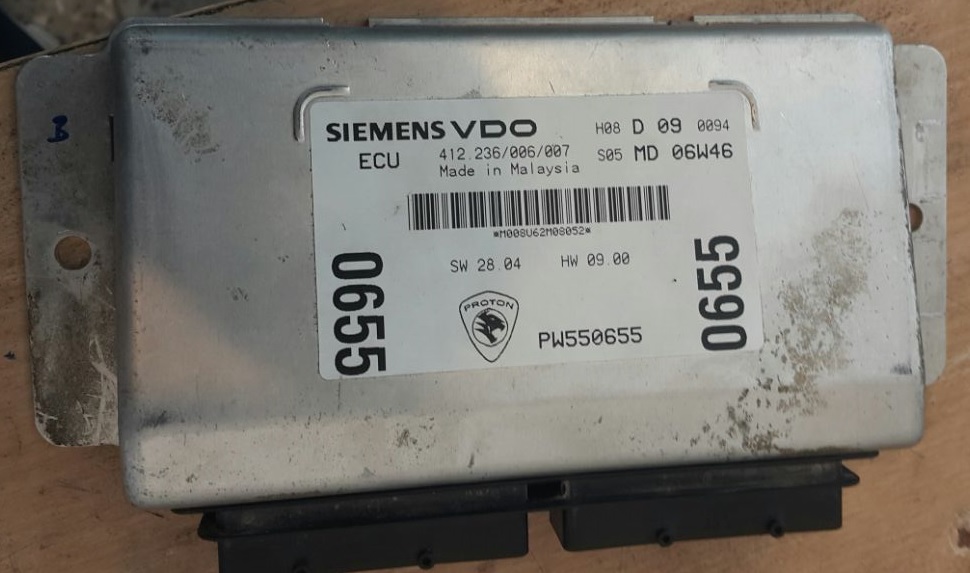 B
SIEMENS VDO
H08 D 09 0094
ECU 412.236/006/007
S05 MD 06W46
Made in Malaysia
*M008V62M08052*
SW 28.04 HW 09.00
0655
0655
PROTON
PW550655